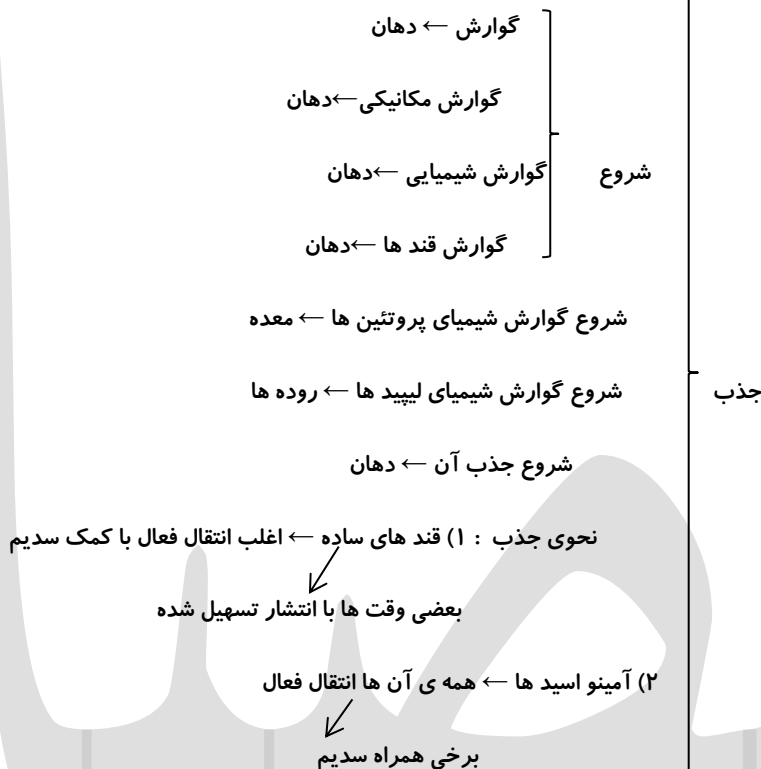 گوارش ← دهان
گوارش مکانیکی←دهان
شروع
گوارش شیمیایی ←دهان
گوارش قند ها ←دهان
شروع گوارش شیمیای پروتئین ها ← معده
جذب
شروع گوارش شیمیای لیپید ها ← روده ها
شروع جذب آن ← دهان
نحوی جذب : ۱) قند های ساده ← اغلب انتقال فعال با کمک سدیم
بعضی وقت ها با انتشار تسهیل شده
۲) آمینو اسید ها ← همه ی آن ها انتقال فعال
برخی همراه سدیم